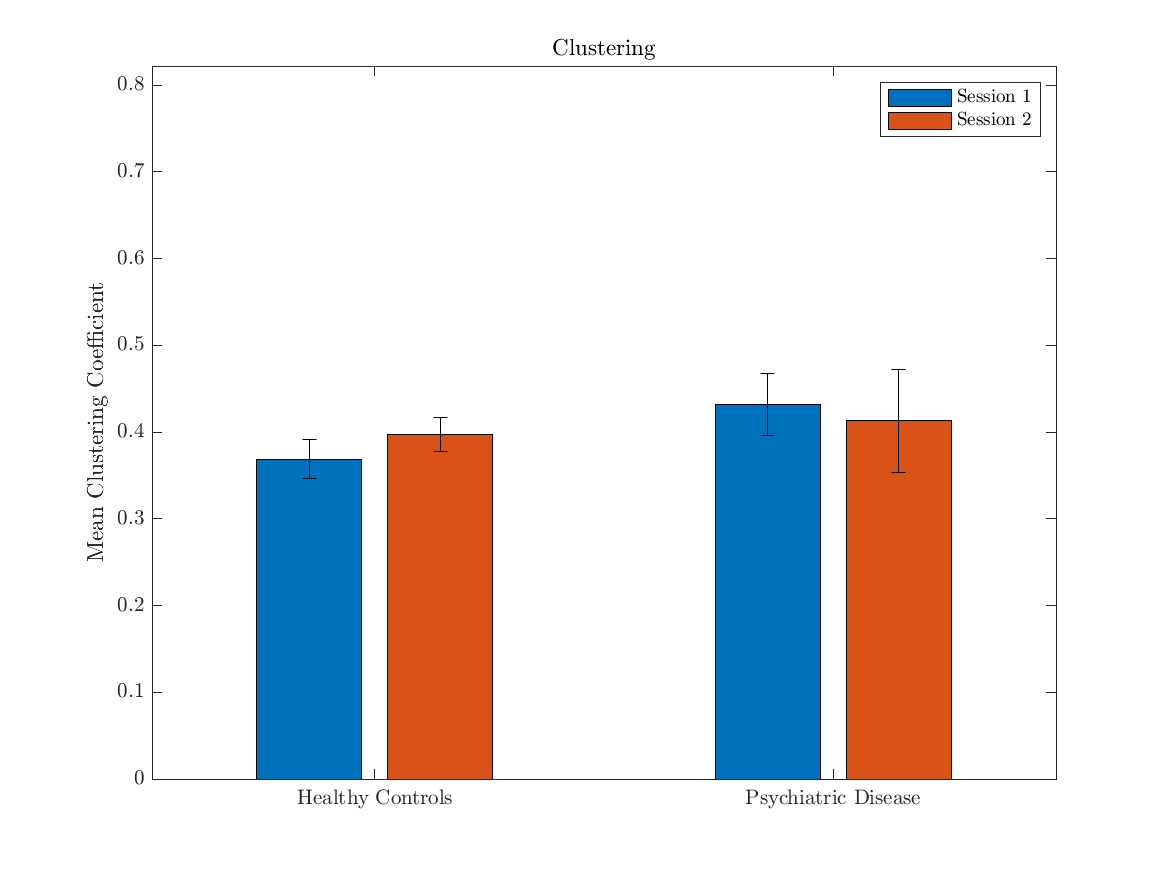 Clustering
Session 1
Session 2
Mean Clustering Coefficient
0.8
0.7
0.6
0.5
0.4
0.3
0.2
0.1
0
Healthy Controls
Psychiatric Disease